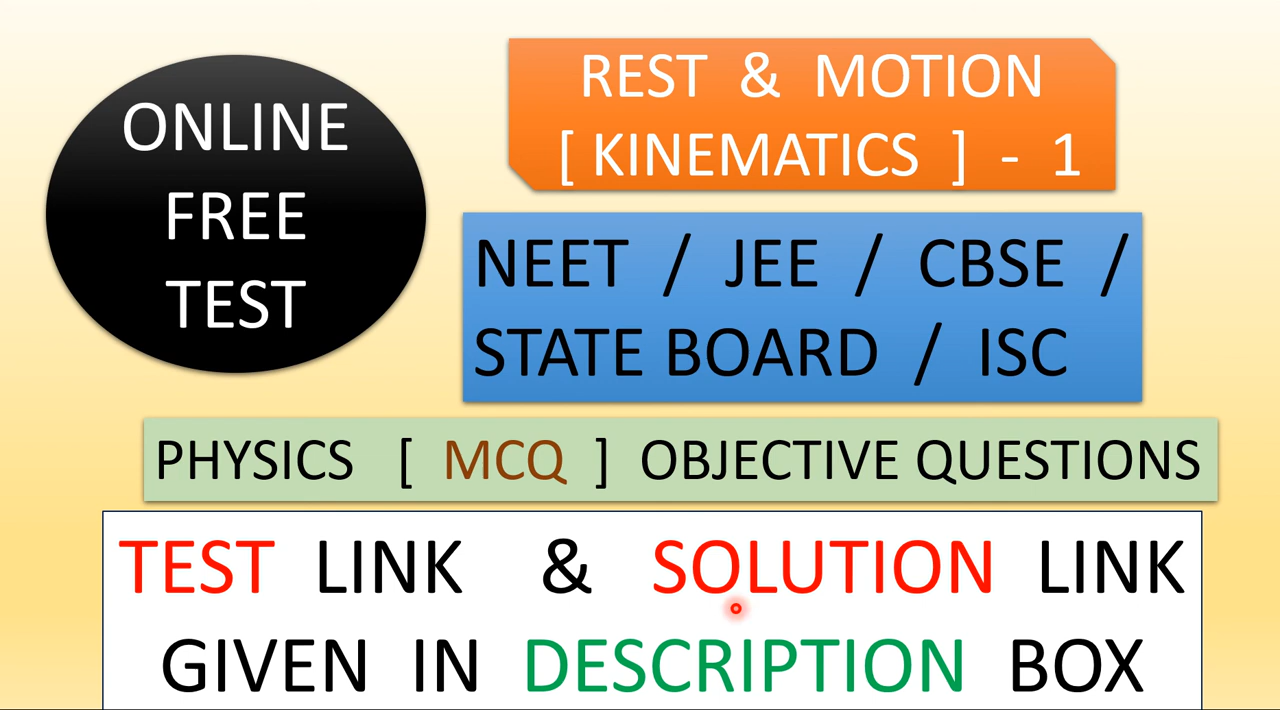 ONLINE
FREE
TEST
REST & MOTION
[ KINEMATICS ] - 1
NEET / JEE / CBSE /
STATE BOARD / ISC
PHYSICS [ MCQ ] OBJECTIVE QUESTIONS
TEST LINK & SOLUTION LINK
GIVEN IN DESCRIPTION BOX